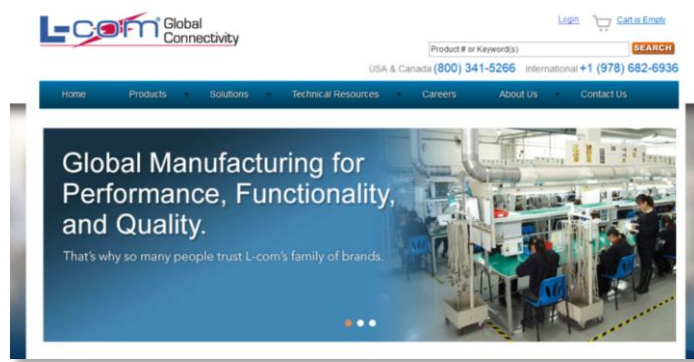 L-com Global
Connectivity
Login Cart is Empty
Product # or Keyword(s) SEARCH
USA & Canada (800) 341-5266 International +1 (978) 682-6936
Home Products Solutions Technical Resources Careers About Us Contact Us
Global Manufacturing for
Performance, Functionality,
and Quality.
That's why so many people trust L-com's family of brands.